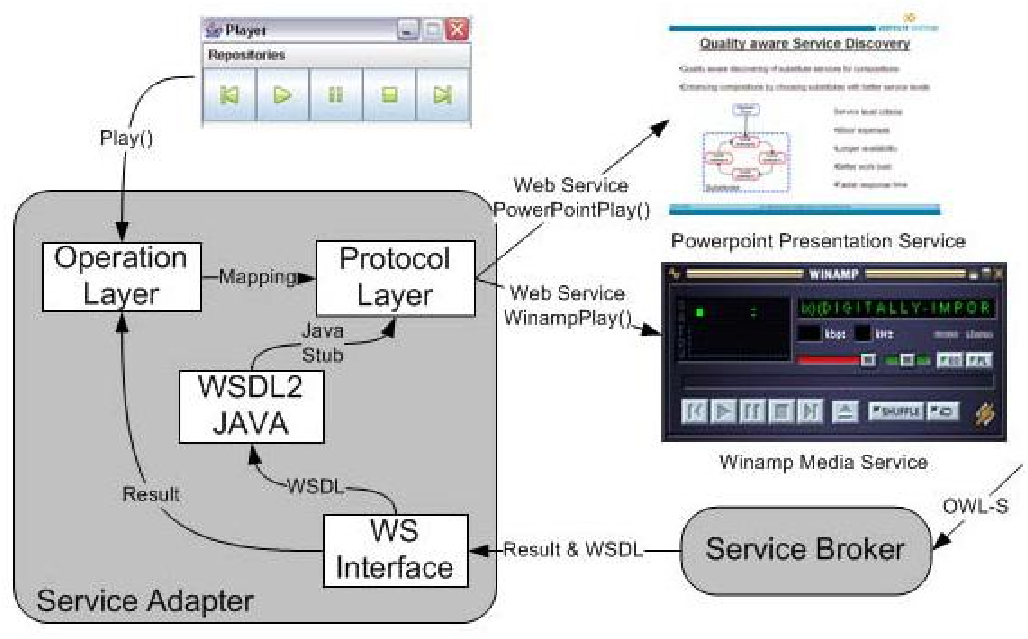 Player
Repositories
Quality aware Service Discovery
•Quality aware discovering of substitute services for compositions
•Enhancing compositions by choosing substitutes with better service levels
Service level criteria
•Minor expenses
•Longer availability
•Better work load
•Faster response time
Play()
Web Service
PowerPointPlay()
Powerpoint Presentation Service
Operation
Layer
Mapping
Protocol
Layer
Web Service
WinampPlay()
WINAMP
(DIGITALLY-IMPOR
kbps
kHz
mono stereo
EQ
PL
SHUFFLE
Java
Stub
WSDL2
JAVA
Winamp Media Service
Result
WSDL
OWL-S
WS
Interface
Result & WSDL
Service Broker
Service Adapter